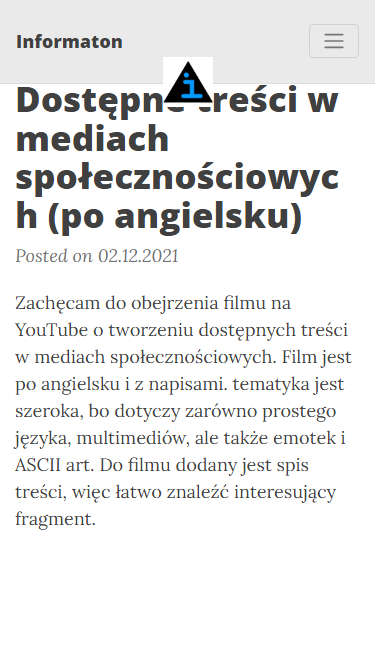 Informaton
Dostępne treści w
mediach
społecznościowyc
h (po angielsku)
Posted on 02.12.2021
Zachęcam do obejrzenia filmu na
YouTube o tworzeniu dostępnych treści
w mediach społecznościowych. Film jest
po angielsku i z napisami. tematyka jest
szeroka, bo dotyczy zarówno prostego
języka, multimediów, ale także emotek i
ASCII art. Do filmu dodany jest spis
treści, więc łatwo znaleźć interesujący
fragment.